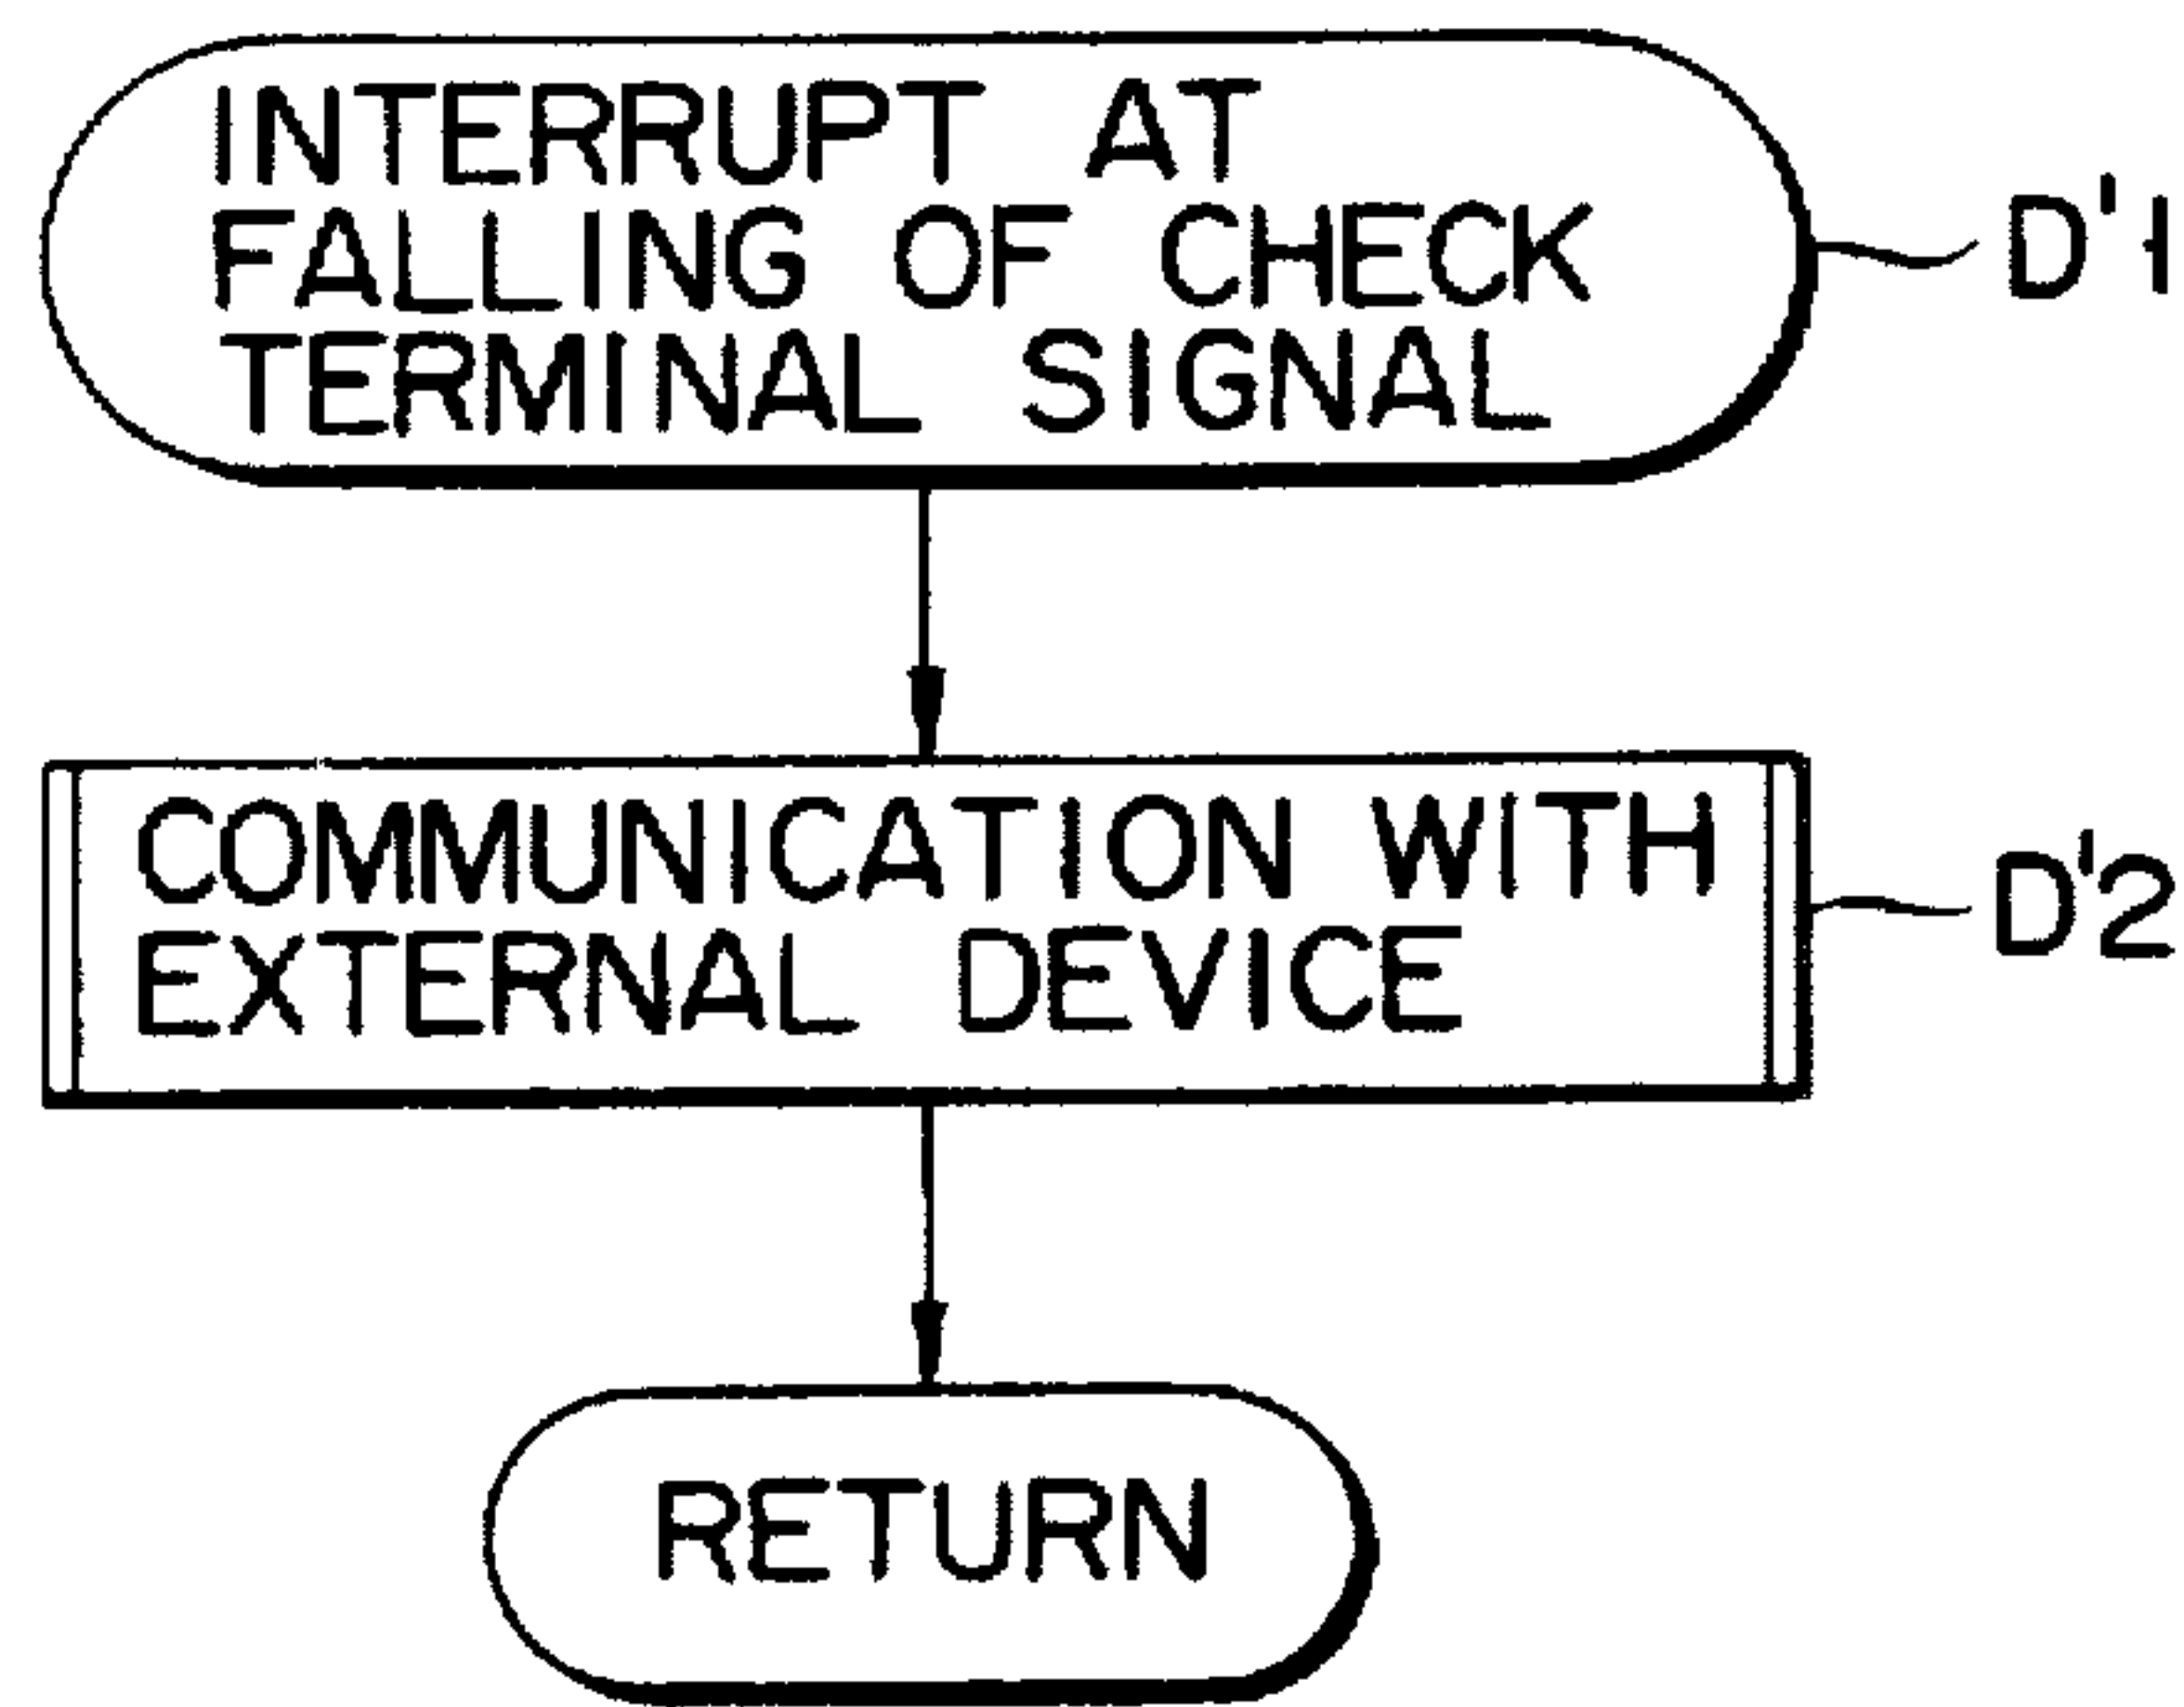 INTERRUPT AT
FALLING OF CHECK
TERMINAL SIGNAL
D'1
COMMUNICATION WITH
EXTERNAL DEVICE
D'2
RETURN